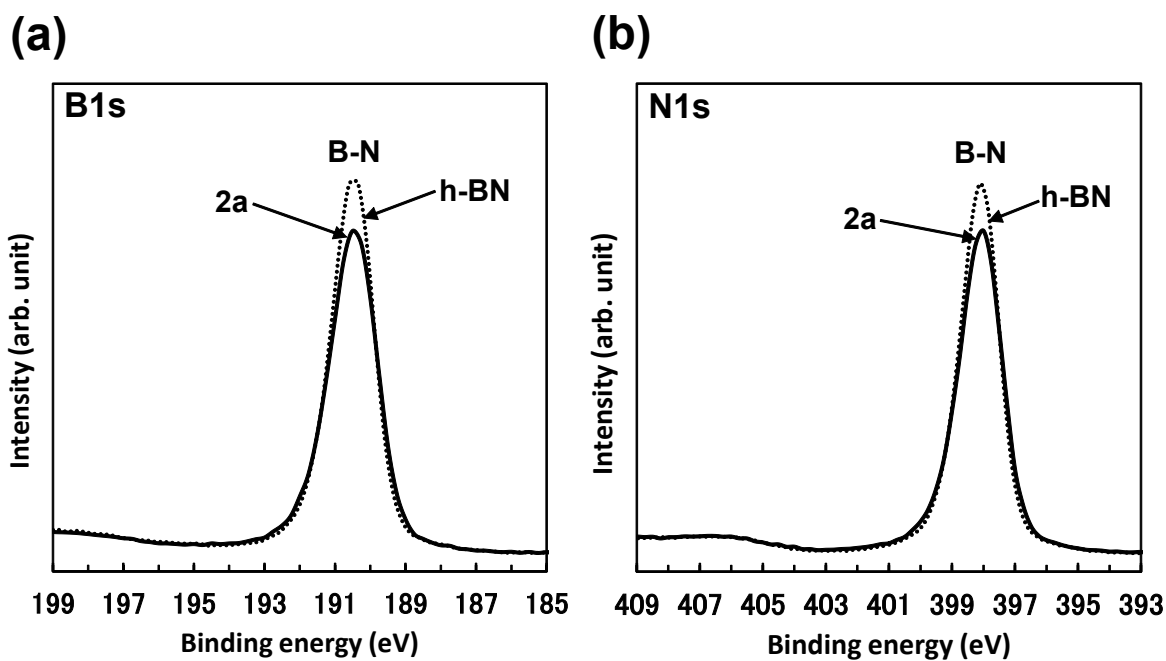 (a)
B1s
B-N
2a
h-BN
Intensity (arb. unit)
199 197 195 193 191 189 187 185
Binding energy (eV)
(b)
N1s
B-N
2a
h-BN
Intensity (arb. unit)
409 407 405 403 401 399 397 395 393
Binding energy (eV)